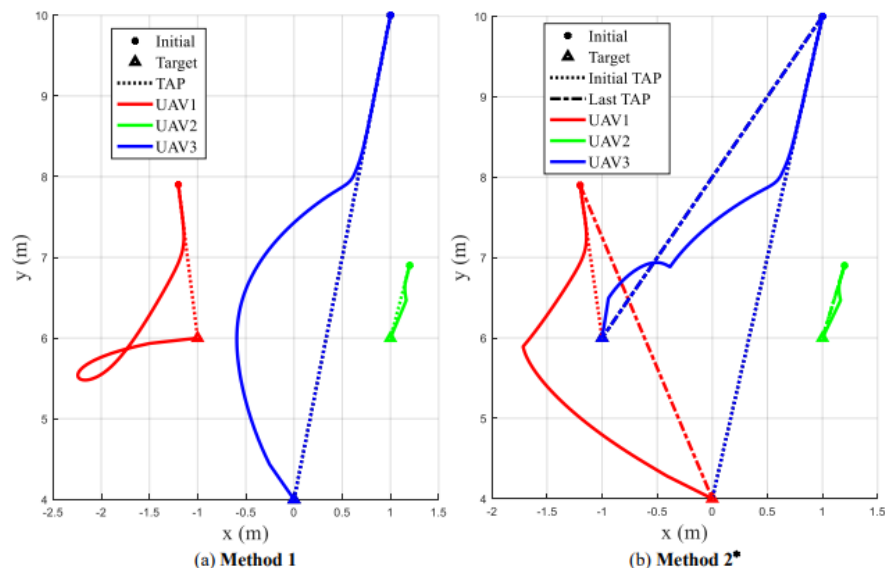 10
9
8
7
6
5
4
y (m)
Initial
Target
TAP
UAV1
UAV2
UAV3
-2.5 -2 -1.5 -1 -0.5 0 0.5 1 1.5
x (m)
(a) Method 1
10
9
8
7
6
5
4
y (m)
Initial
Target
Initial TAP
Last TAP
UAV1
UAV2
UAV3
-2 -1.5 -1 -0.5 0 0.5 1 1.5
x (m)
(b) Method 2*